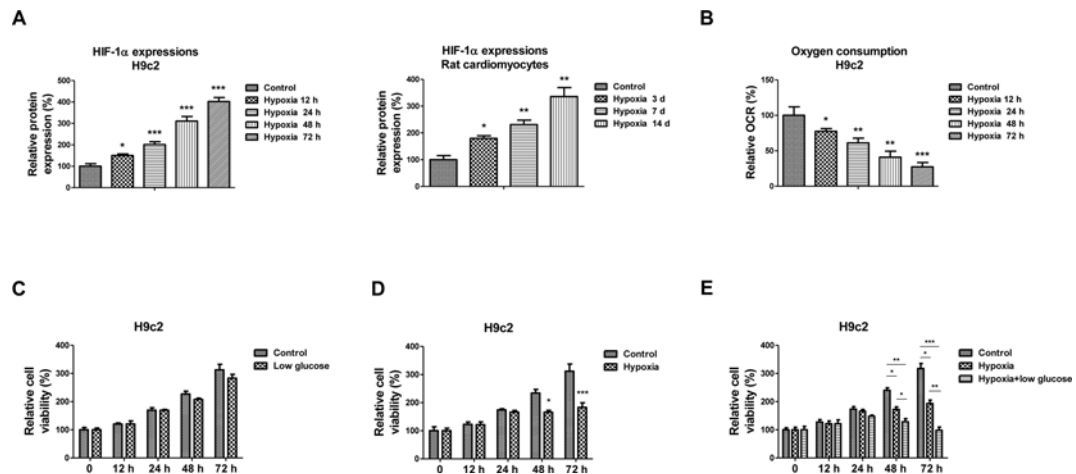 A
HIF-1α expressions
H9c2
Relative protein
expression (%)
500
400
300
200
100
0
*
***
***
***
Control
Hypoxia 12 h
Hypoxia 24 h
Hypoxia 48 h
Hypoxia 72 h
HIF-1α expressions
Rat cardiomyocytes
Relative protein
expression (%)
400
300
200
100
0
*
**
**
Control
Hypoxia 3 d
Hypoxia 7 d
Hypoxia 14 d
B
Oxygen consumption
H9c2
Relative OCR (%)
150
100
50
0
*
**
**
***
Control
Hypoxia 12 h
Hypoxia 24 h
Hypoxia 48 h
Hypoxia 72 h
C
H9c2
Relative cell
viability (%)
400
300
200
100
0
0 12 h 24 h 48 h 72 h
Control
Low glucose
D
H9c2
Relative cell
viability (%)
400
300
200
100
0
*
***
0 12 h 24 h 48 h 72 h
Control
Hypoxia
E
H9c2
Relative cell
viability (%)
400
300
200
100
0
**
*
*
***
*
**
0 12 h 24 h 48 h 72 h
Control
Hypoxia
Hypoxia+low glucose